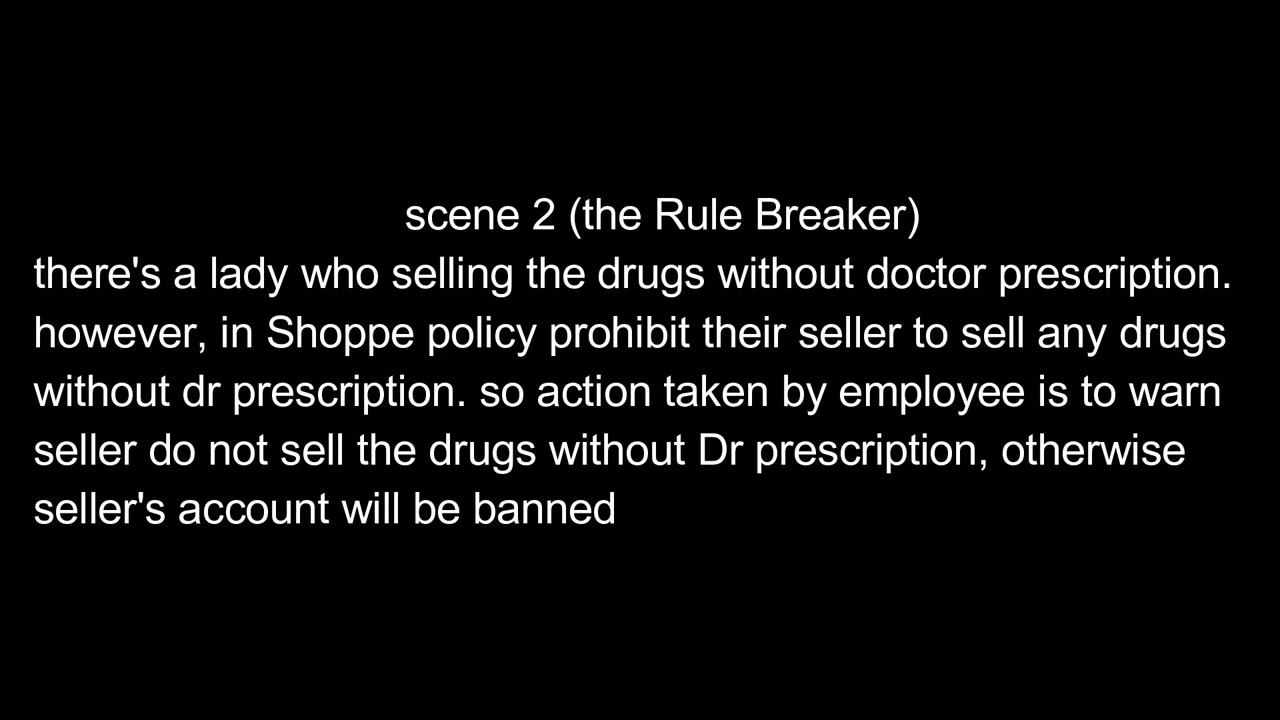 scene 2 (the Rule Breaker)
there's a lady who selling the drugs without doctor prescription.
however, in Shoppe policy prohibit their seller to sell any drugs
without dr prescription. so action taken by employee is to warn
seller do not sell the drugs without Dr prescription, otherwise
seller's account will be banned